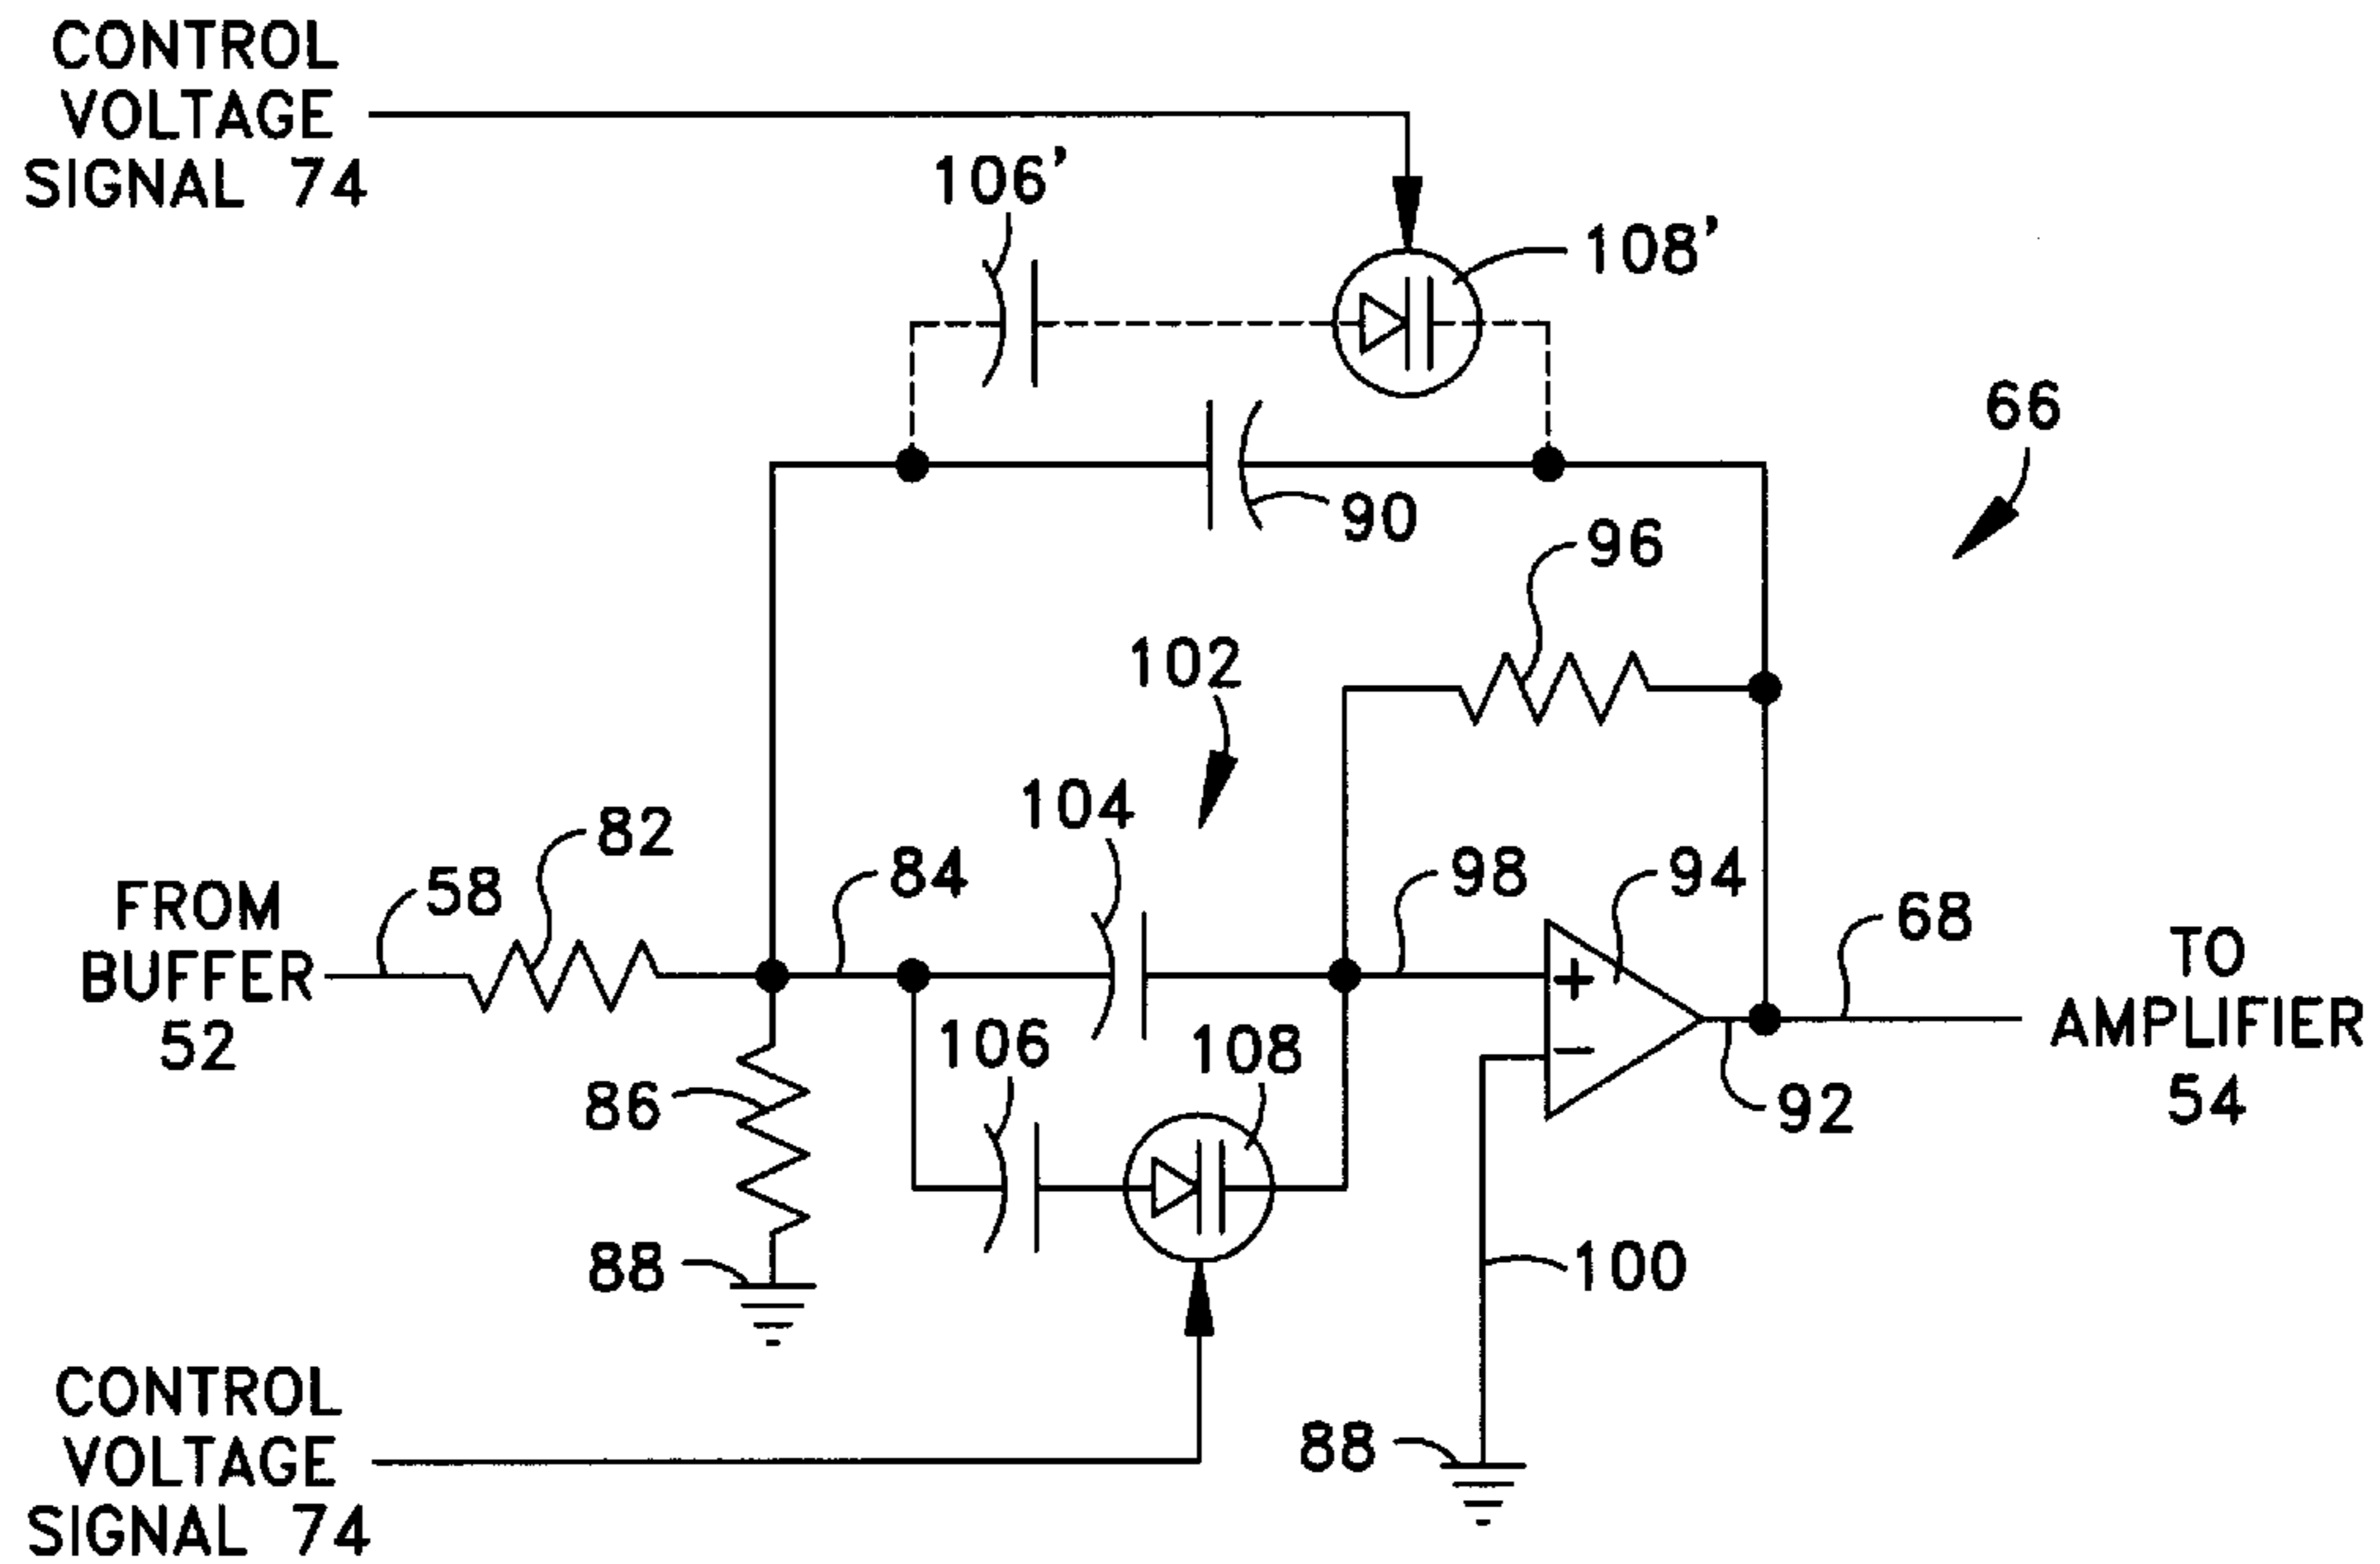 CONTROL
VOLTAGE
SIGNAL 74
106'
108'
66
90
96
102
104
82
84
98
94
68
58
FROM
BUFFER
52
TO
AMPLIFIER
54
+
−
106
108
86
92
88
100
88
CONTROL
VOLTAGE
SIGNAL 74